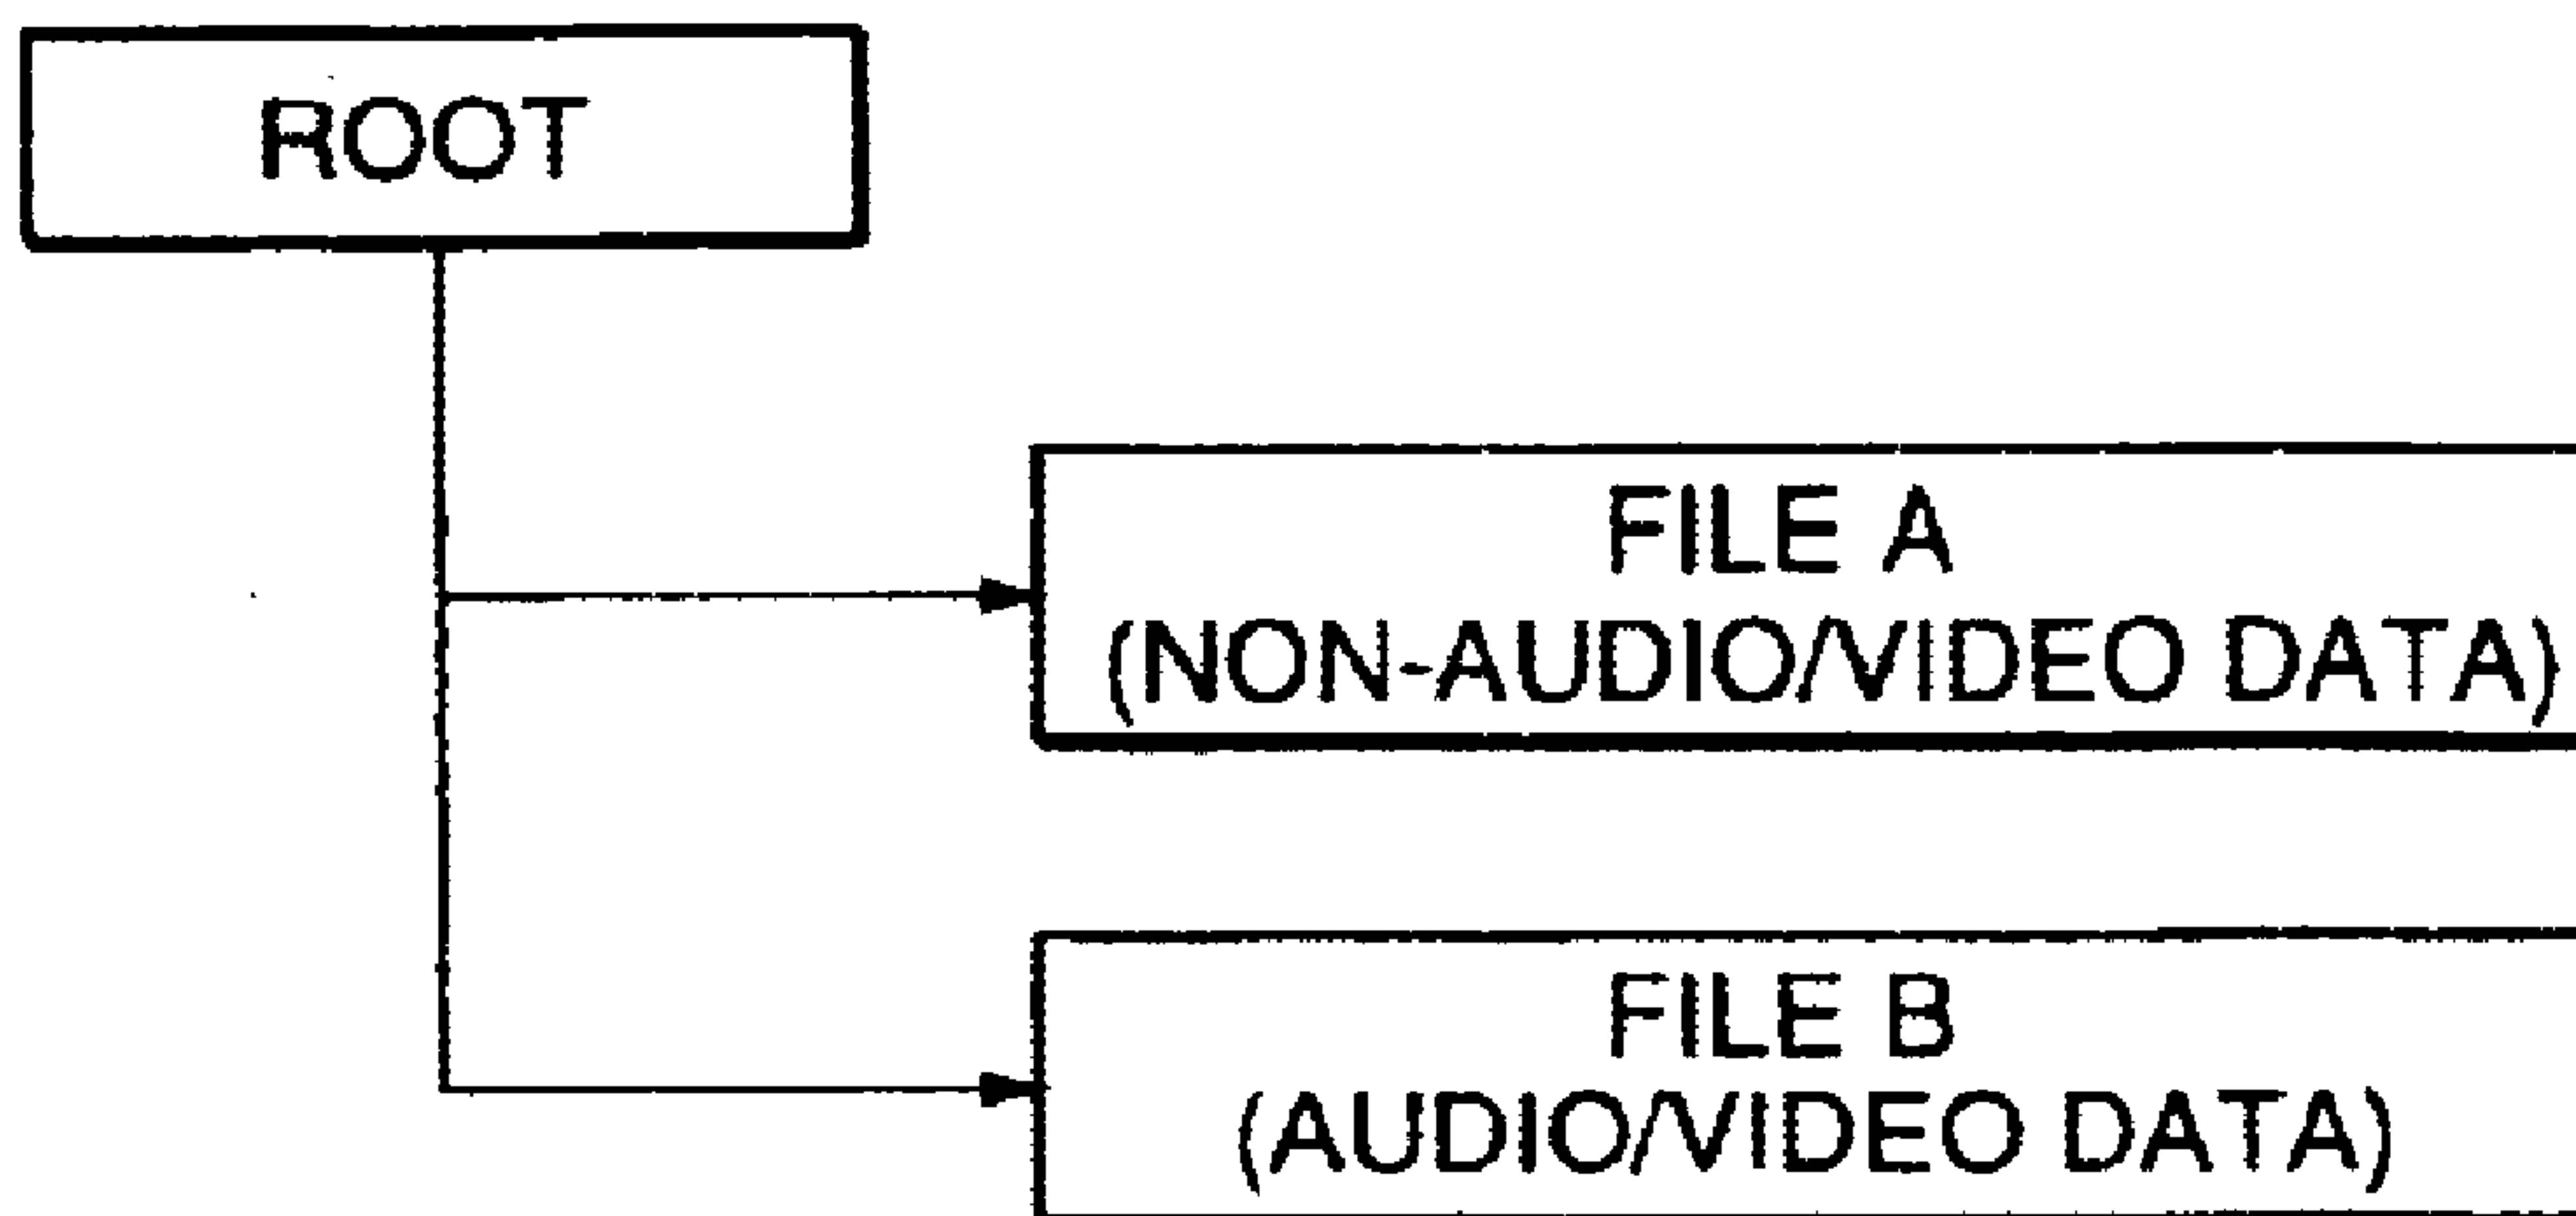 ROOT
FILE A
(NON-AUDIO/VIDEO DATA)
FILE B
(AUDIO/VIDEO DATA)